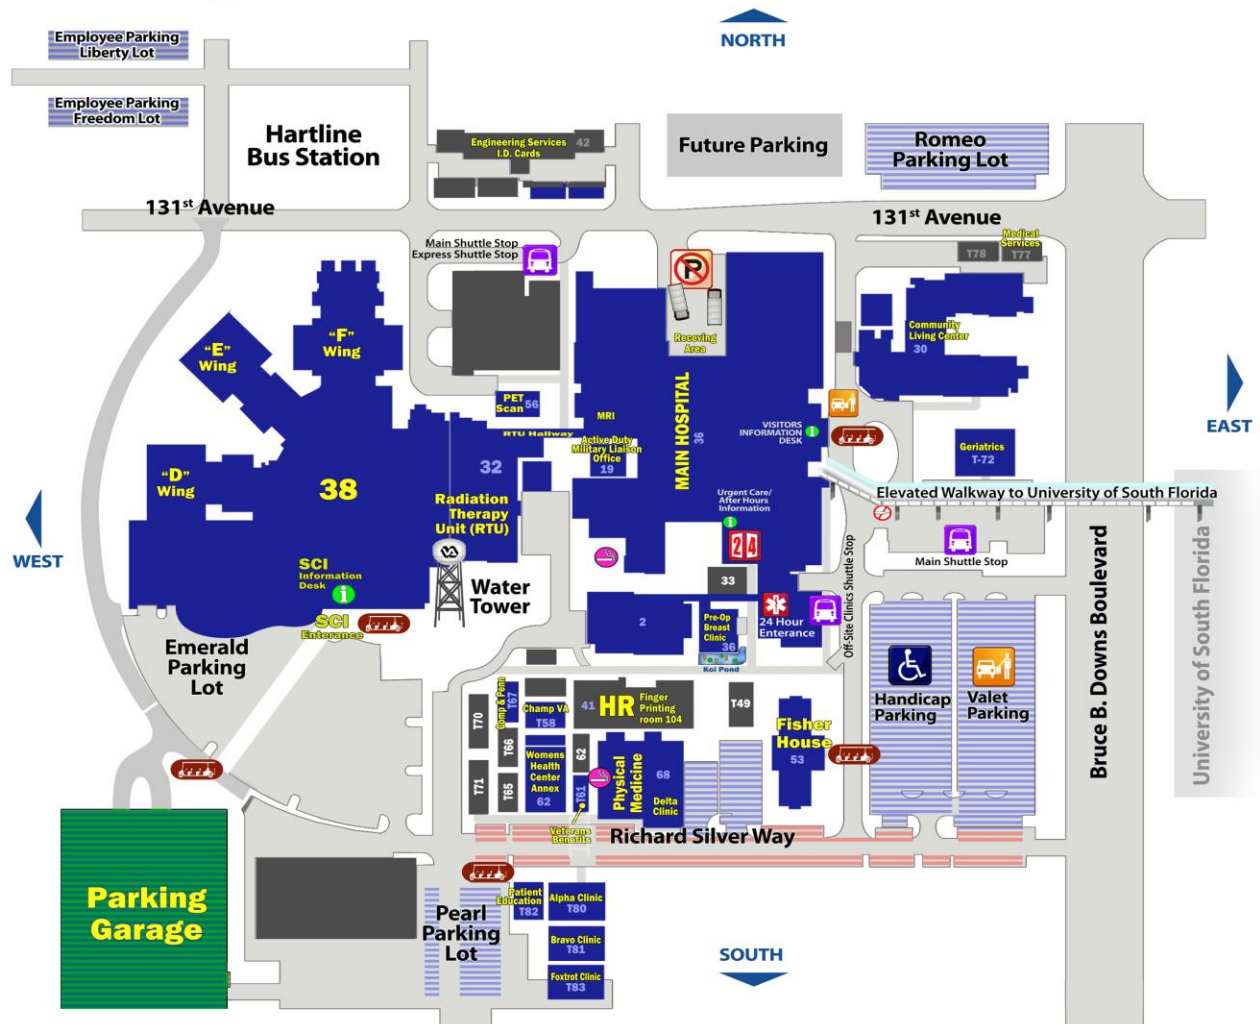 NORTH
Employee Parking
Liberty Lot
Employee Parking
Freedom Lot
Hartline
Bus Station
Engineering Services
I.D. Cards
42
Future Parking
Romeo
Parking Lot
131st Avenue
131st Avenue
Main Shuttle Stop
Express Shuttle Stop
Medical
Services
T78
T77
P
Receving
Area
"F"
Wing
"E"
Wing
"D"
Wing
Community
Living Center
30
PET
Scan
56
MRI
RTU Hallway
Active Duty
Military Liaison
Office
19
MAIN HOSPITAL
36
VISITORS
INFORMATION
DESK
i
EAST
Geriatrics
T-72
38
32
Radiation
Therapy
Unit (RTU)
Urgent Care/
After Hours
Information
i
24
Elevated Walkway to University of South Florida
Main Shuttle Stop
WEST
SCI
Information
Desk
i
SCI
Enterance
VA
Water
Tower
33
2
Pre-Op
Breast
Clinic
36
Koi Pond
24 Hour
Enterance
Off-Site Clinics Shuttle Stop
Bruce B. Downs Boulevard
University of South Florida
Emerald
Parking
Lot
Handicap
Parking
Valet
Parking
T70
Comp & Penn
T67
Champ VA
T58
41
HR
Finger
Printing
room 104
T49
Fisher
House
53
T66
T71
T65
Womens
Health
Center
Annex
62
62
T61
Physical
Medicine
68
Delta
Clinic
Veterans
Benefits
Richard Silver Way
Parking
Garage
Pearl
Parking
Lot
Patient
Education
T82
Alpha Clinic
T80
Bravo Clinic
T81
Foxtrot Clinic
T83
SOUTH